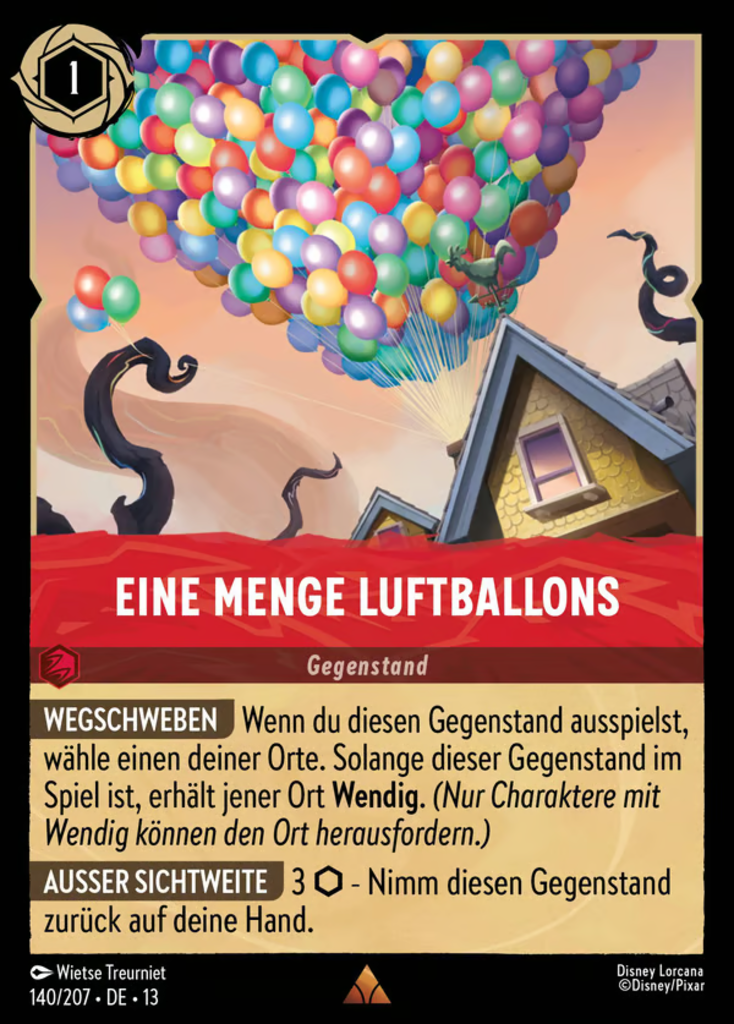 1
EINE MENGE LUFTBALLONS
Gegenstand
WEGSCHWEBEN Wenn du diesen Gegenstand ausspielst,
wähle einen deiner Orte. Solange dieser Gegenstand im
Spiel ist, erhält jener Ort Wendig. (Nur Charaktere mit
Wendig können den Ort herausfordern.)
AUSSER SICHTWEITE 3 ⬡ - Nimm diesen Gegenstand
zurück auf deine Hand.
Wietse Treurniet
140/207 • DE • 13
Disney Lorcana
©Disney/Pixar